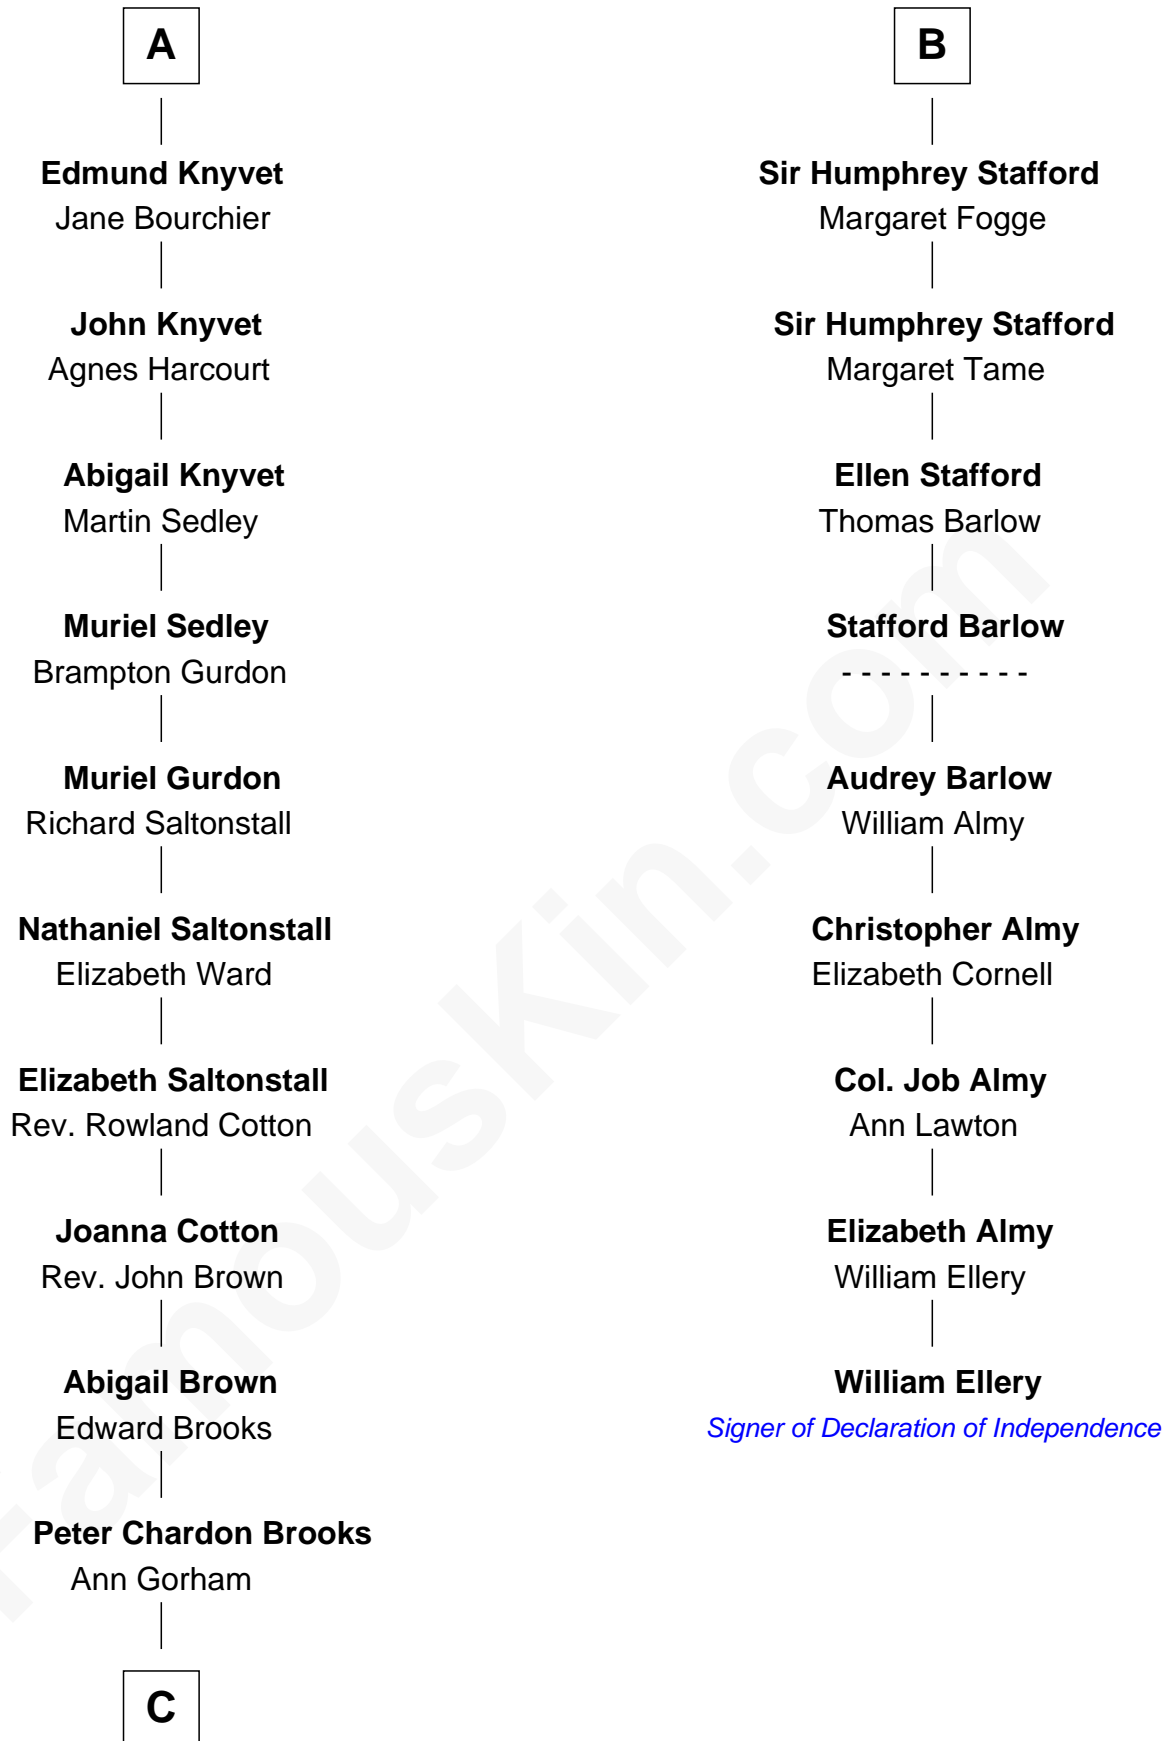 A
Edmund Knyvet
Jane Bourchier
John Knyvet
Agnes Harcourt
Abigail Knyvet
Martin Sedley
Muriel Sedley
Brampton Gurdon
Muriel Gurdon
Richard Saltonstall
Nathaniel Saltonstall
Elizabeth Ward
Elizabeth Saltonstall
Rev. Rowland Cotton
Joanna Cotton
Rev. John Brown
Abigail Brown
Edward Brooks
Peter Chardon Brooks
Ann Gorham
C
B
Sir Humphrey Stafford
Margaret Fogge
Sir Humphrey Stafford
Margaret Tame
Ellen Stafford
Thomas Barlow
Stafford Barlow
- - - - - - - - - -
Audrey Barlow
William Almy
Christopher Almy
Elizabeth Cornell
Col. Job Almy
Ann Lawton
Elizabeth Almy
William Ellery
William Ellery
Signer of Declaration of Independence
FamousKin.com